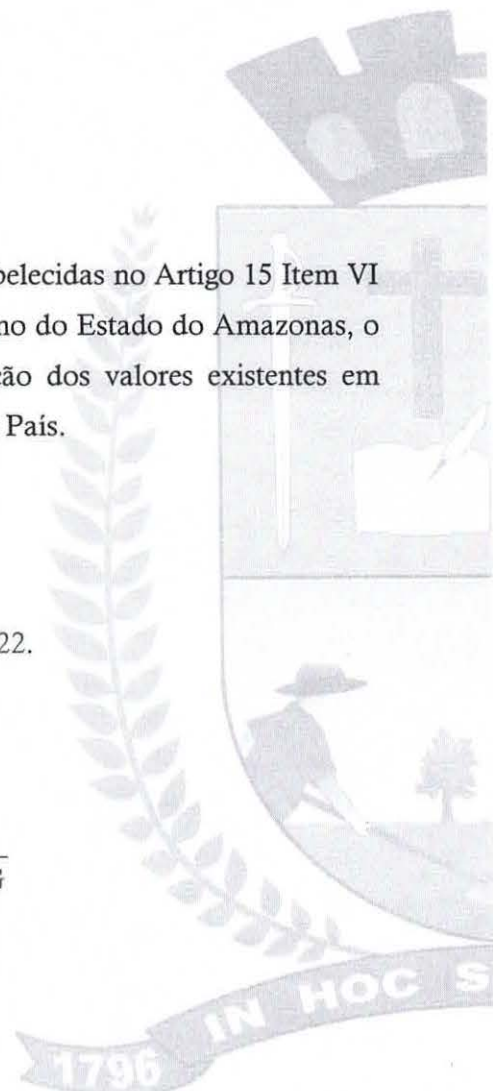 belecidas no Artigo 15 Item VI
no do Estado do Amazonas, o
ção dos valores existentes em
País.
22.
IN HOC S
1796